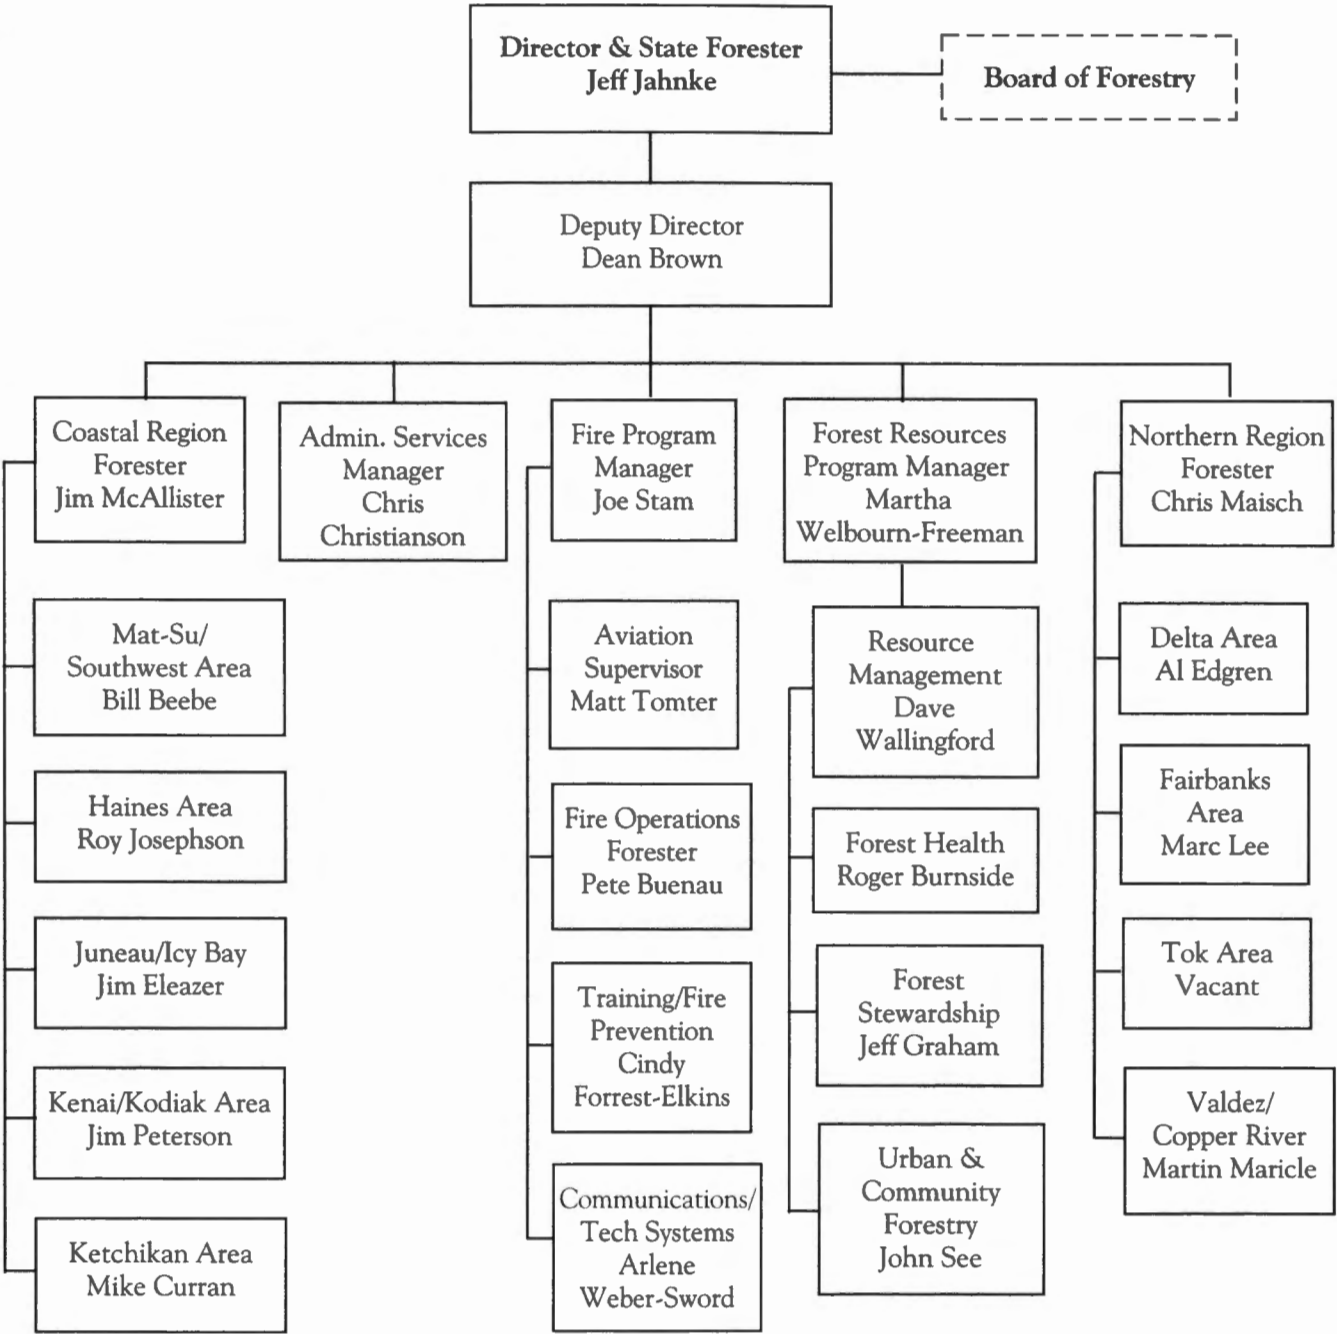 Director & State Forester
Jeff Jahnke
Board of Forestry
Deputy Director
Dean Brown
Coastal Region
Forester
Jim McAllister
Admin. Services
Manager
Chris
Christianson
Fire Program
Manager
Joe Stam
Forest Resources
Program Manager
Martha
Welbourn-Freeman
Northern Region
Forester
Chris Maisch
Mat-Su/
Southwest Area
Bill Beebe
Haines Area
Roy Josephson
Juneau/Icy Bay
Jim Eleazer
Kenai/Kodiak Area
Jim Peterson
Ketchikan Area
Mike Curran
Aviation
Supervisor
Matt Tomter
Fire Operations
Forester
Pete Buenau
Training/Fire
Prevention
Cindy
Forrest-Elkins
Communications/
Tech Systems
Arlene
Weber-Sword
Resource
Management
Dave
Wallingford
Forest Health
Roger Burnside
Forest
Stewardship
Jeff Graham
Urban &
Community
Forestry
John See
Delta Area
Al Edgren
Fairbanks
Area
Marc Lee
Tok Area
Vacant
Valdez/
Copper River
Martin Maricle